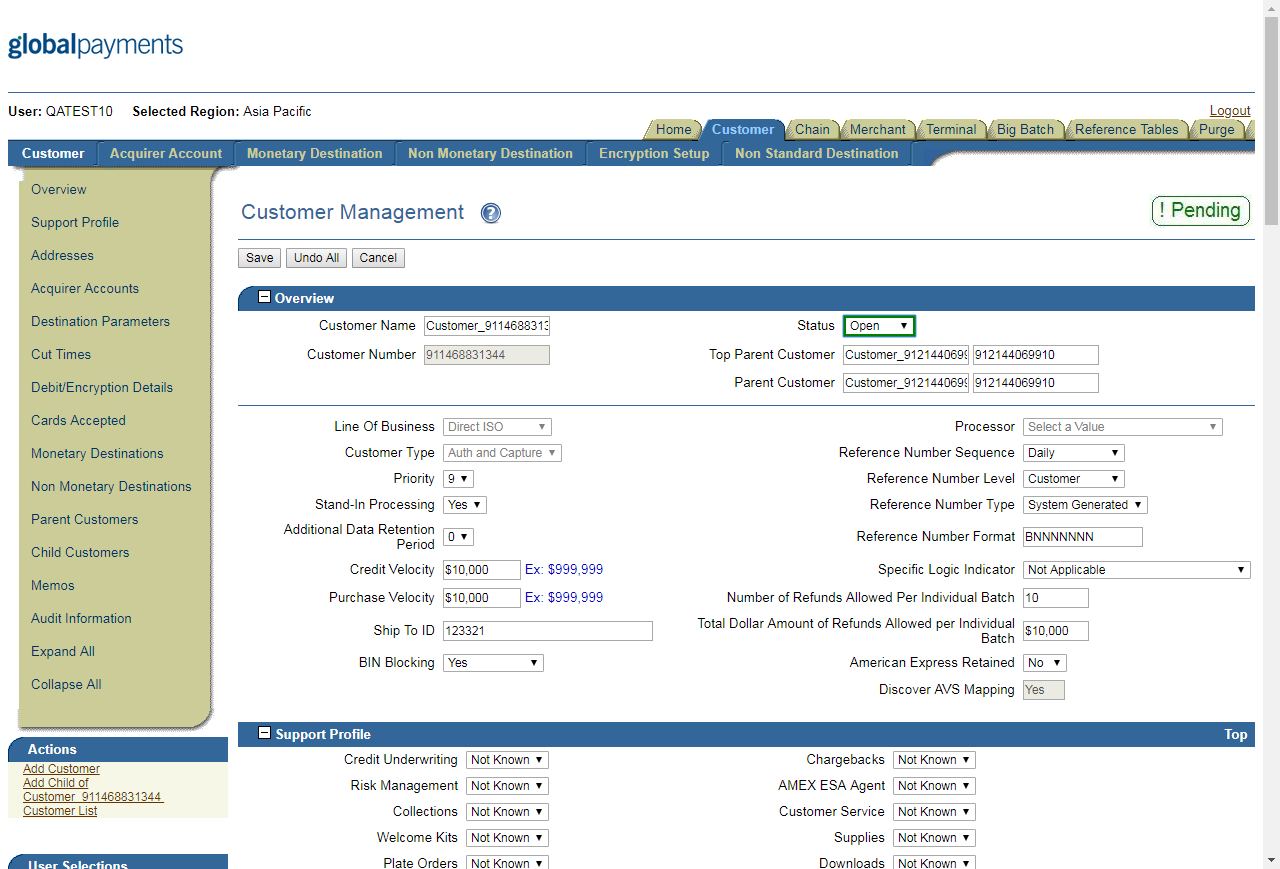 globalpayments
User: QATEST10 Selected Region: Asia Pacific
Logout
Home Customer Chain Merchant Terminal Big Batch Reference Tables Purge
Customer Acquirer Account Monetary Destination Non Monetary Destination Encryption Setup Non Standard Destination
Overview
Support Profile
Addresses
Acquirer Accounts
Destination Parameters
Cut Times
Debit/Encryption Details
Cards Accepted
Monetary Destinations
Non Monetary Destinations
Parent Customers
Child Customers
Memos
Audit Information
Expand All
Collapse All
Actions
Add Customer
Add Child of
Customer_911468831344
Customer List
User Selections
Customer Management ?
! Pending
Save Undo All Cancel
Overview
Customer Name Customer_911468831 Status Open
Customer Number 911468831344 Top Parent Customer Customer_912144069 912144069910
Parent Customer Customer_912144069 912144069910
Line Of Business Direct ISO Processor Select a Value
Customer Type Auth and Capture Reference Number Sequence Daily
Priority 9 Reference Number Level Customer
Stand-In Processing Yes Reference Number Type System Generated
Additional Data Retention
Period 0 Reference Number Format BNNNNNNN
Credit Velocity $10,000 Ex: $999,999 Specific Logic Indicator Not Applicable
Purchase Velocity $10,000 Ex: $999,999 Number of Refunds Allowed Per Individual Batch 10
Ship To ID 123321 Total Dollar Amount of Refunds Allowed per Individual
Batch $10,000
BIN Blocking Yes American Express Retained No
Discover AVS Mapping Yes
Support Profile Top
Credit Underwriting Not Known Chargebacks Not Known
Risk Management Not Known AMEX ESA Agent Not Known
Collections Not Known Customer Service Not Known
Welcome Kits Not Known Supplies Not Known
Plate Orders Not Known Downloads Not Known